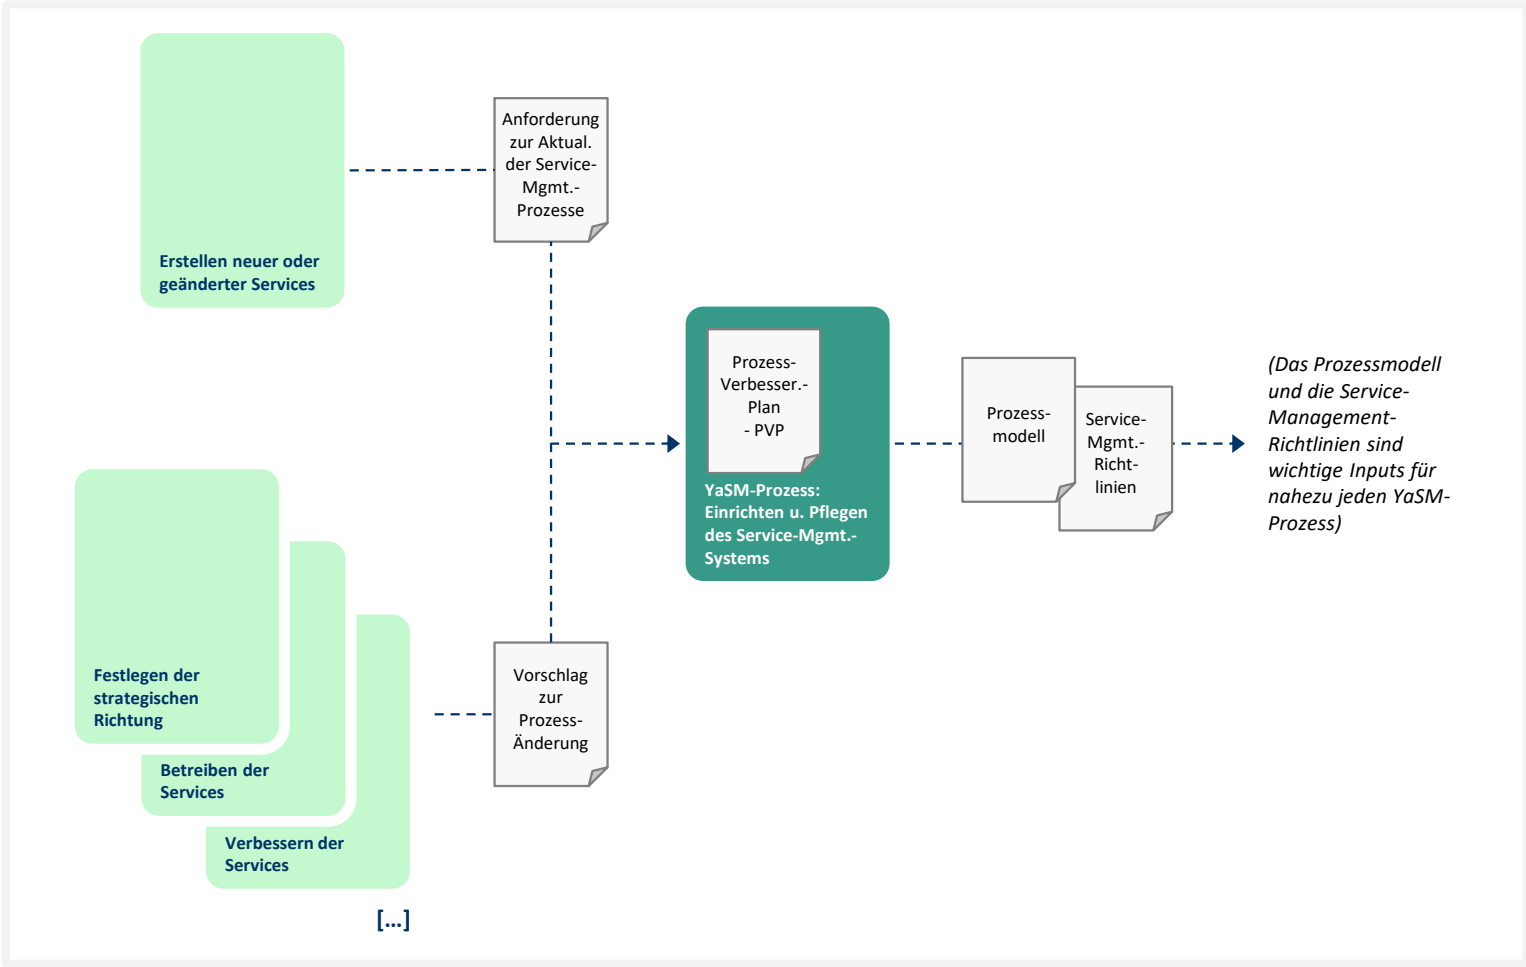 Erstellen neuer oder
geänderter Services
Anforderung
zur Aktual.
der Service-
Mgmt.-
Prozesse
Festlegen der
strategischen
Richtung
Betreiben der
Services
Verbessern der
Services
[...]
Vorschlag
zur
Prozess-
Änderung
Prozess-
Verbesser.-
Plan
- PVP
YaSM-Prozess:
Einrichten u. Pflegen
des Service-Mgmt.-
Systems
Prozess-
modell
Service-
Mgmt.-
Richt-
linien
(Das Prozessmodell
und die Service-
Management-
Richtlinien sind
wichtige Inputs für
nahezu jeden YaSM-
Prozess)